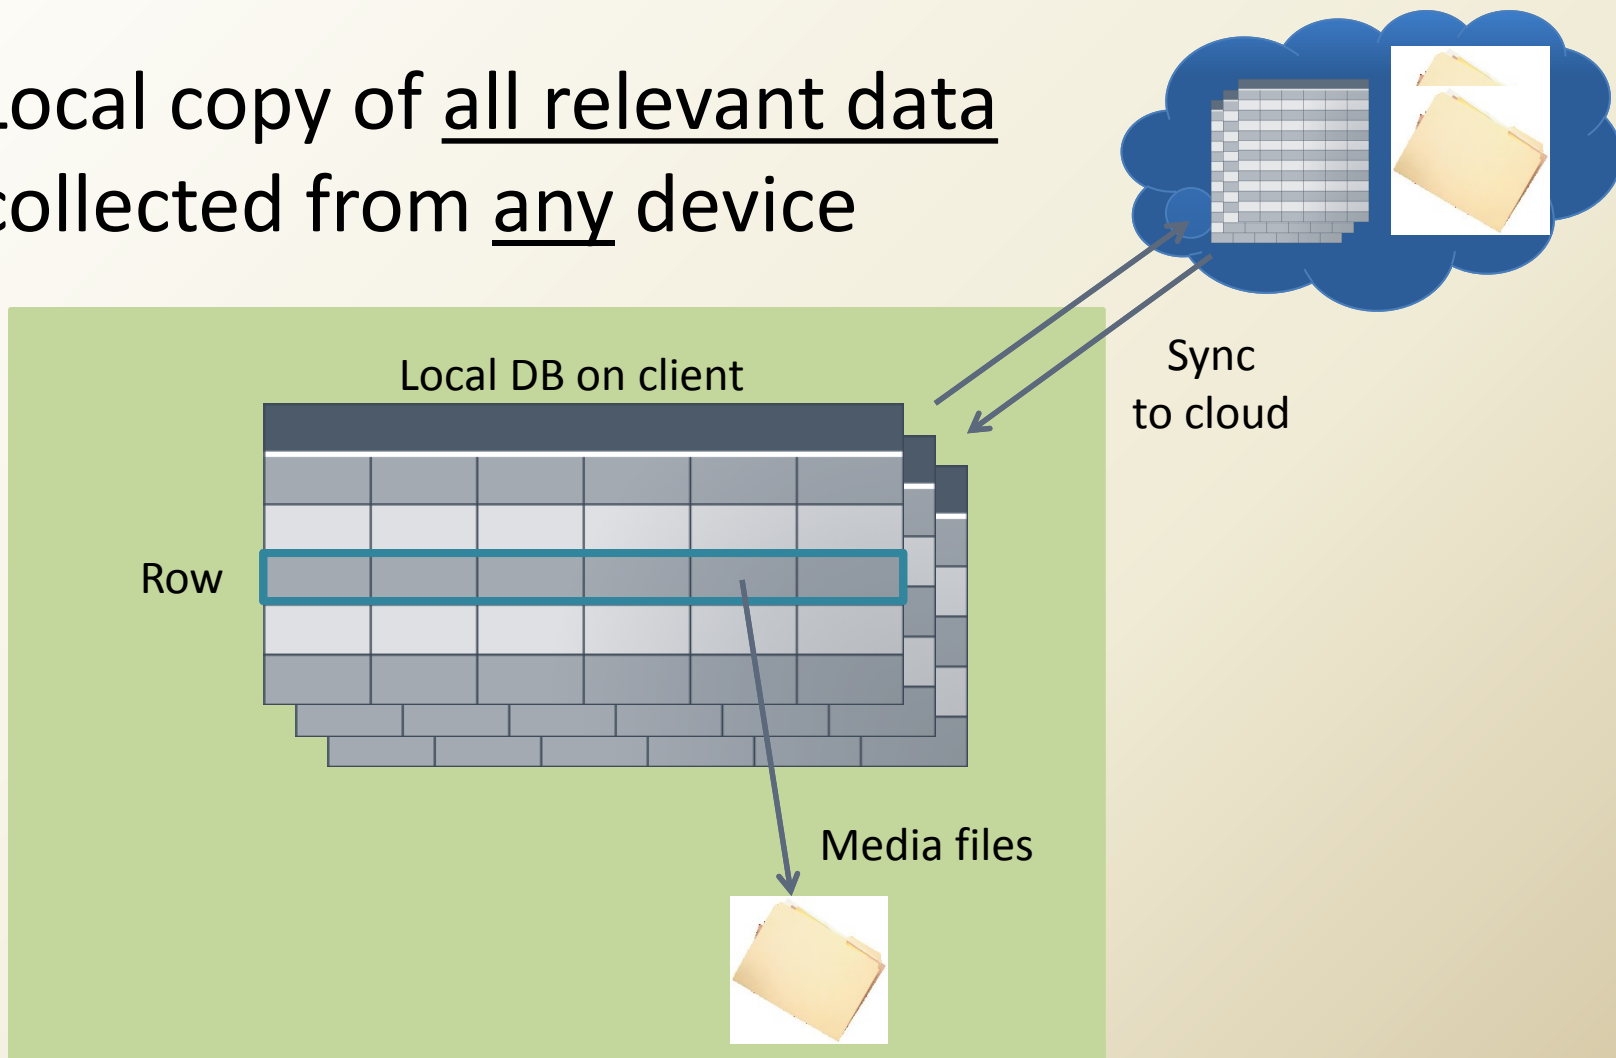 Local copy of all relevant data
collected from any device
Local DB on client
Sync
to cloud
Row
Media files